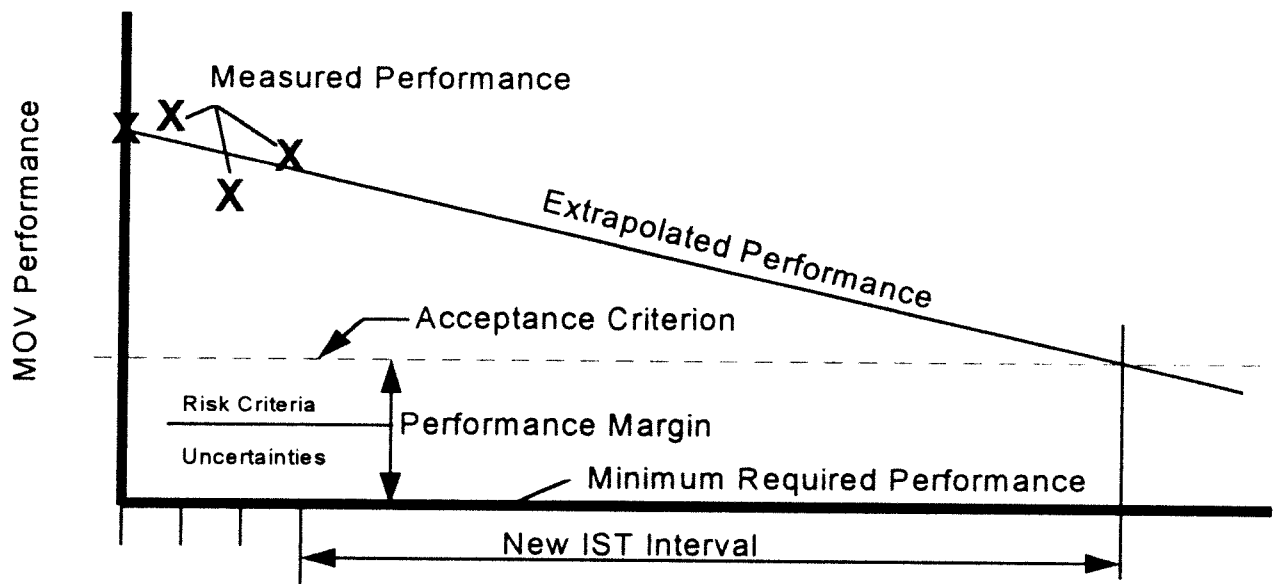 Measured Performance
X
X
X
X
MOV Performance
Extrapolated Performance
Acceptance Criterion
Risk Criteria
Performance Margin
Uncertainties
Minimum Required Performance
New IST Interval